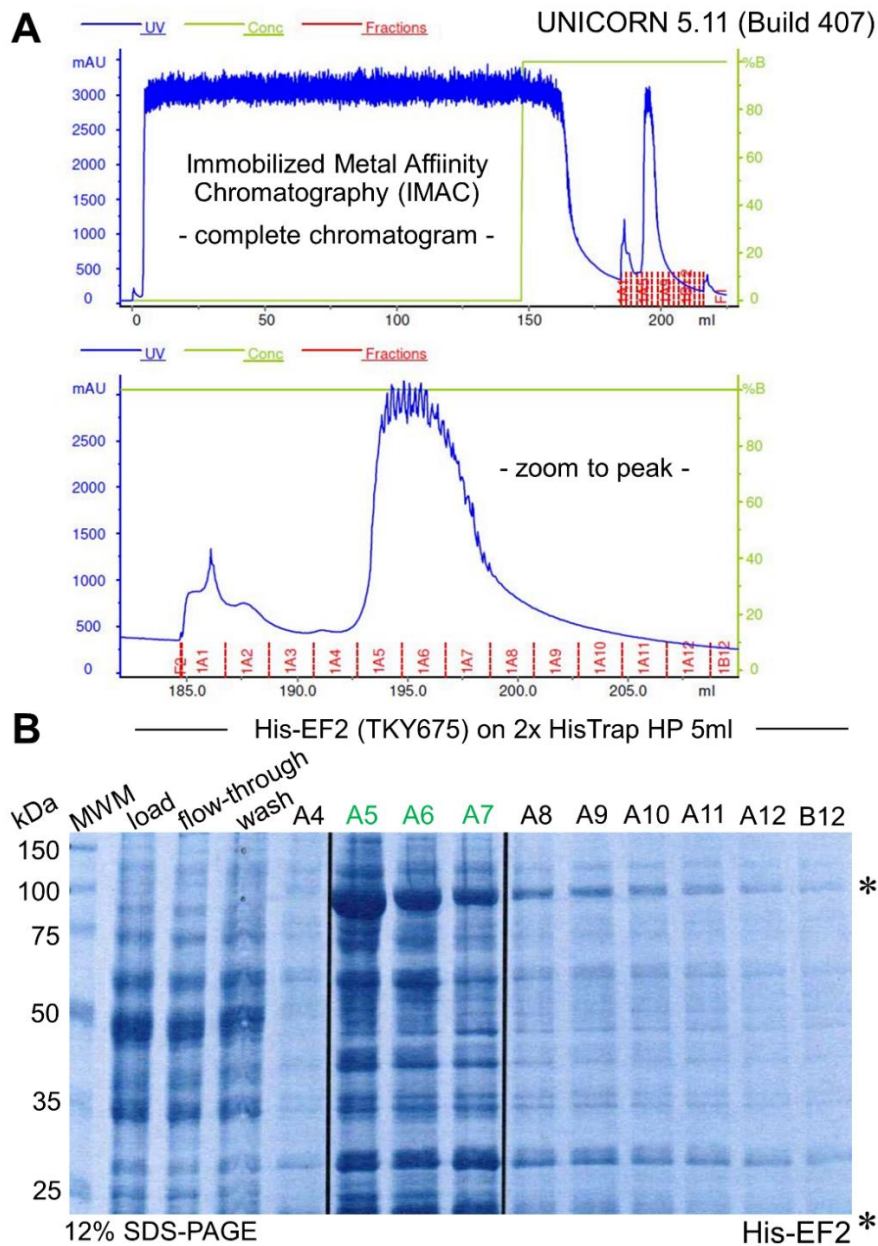 A
UNICORN 5.11 (Build 407)
UV Conc Fractions
mAU %B
3000
2500
2000
1500
1000
500
0
80
60
40
20
0
Immobilized Metal Affiinity
Chromatography (IMAC)
- complete chromatogram -
1A1 1A5 1A9 F1
0 50 100 150 200 ml
UV Conc Fractions
mAU %B
2500
2000
1500
1000
500
0
80
60
40
20
0
- zoom to peak -
F2 1A1 1A2 1A3 1A4 1A5 1A6 1A7 1A8 1A9 1A10 1A11 1A12 1B12
185.0 190.0 195.0 200.0 205.0 ml
B
His-EF2 (TKY675) on 2x HisTrap HP 5ml
kDa MWM load flow-through wash A4 A5 A6 A7 A8 A9 A10 A11 A12 B12
150
100 *
75
50
35
25
12% SDS-PAGE His-EF2 *